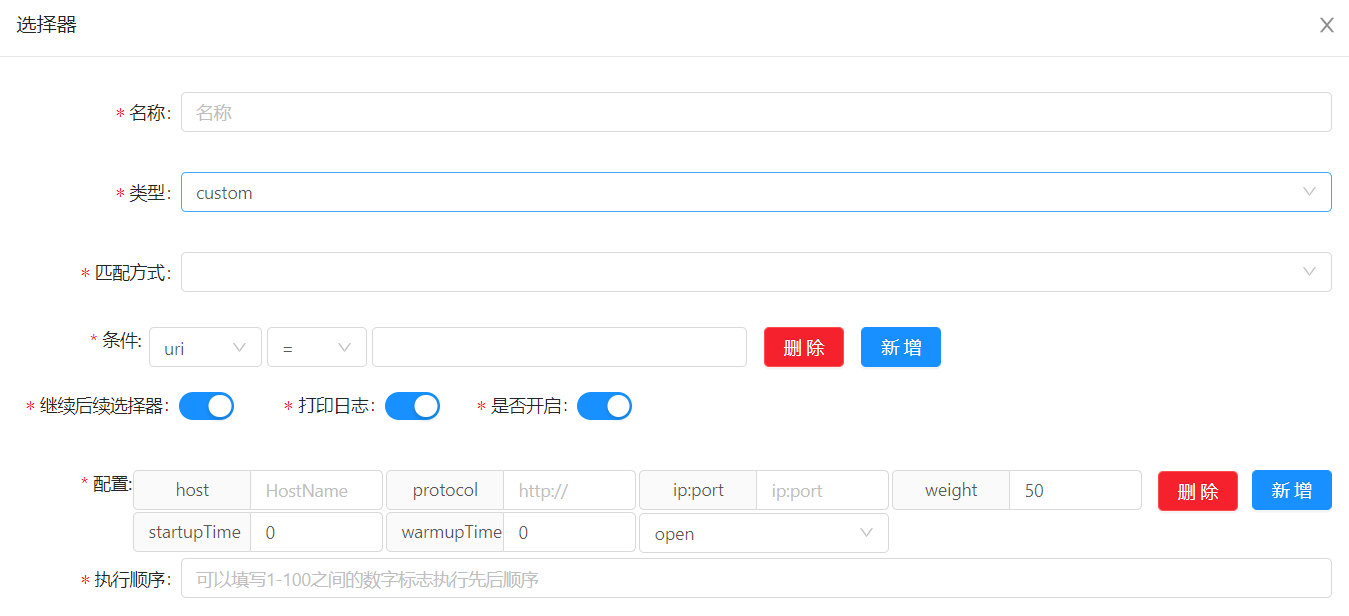 选择器
* 名称: 名称
* 类型: custom
* 匹配方式:
* 条件: uri = 删 除 新 增
* 继续后续选择器: * 打印日志: * 是否开启:
* 配置: host HostName protocol http:// ip:port ip:port weight 50 删 除 新 增
startupTime 0 warmupTime 0 open
* 执行顺序: 可以填写1-100之间的数字标志执行先后顺序